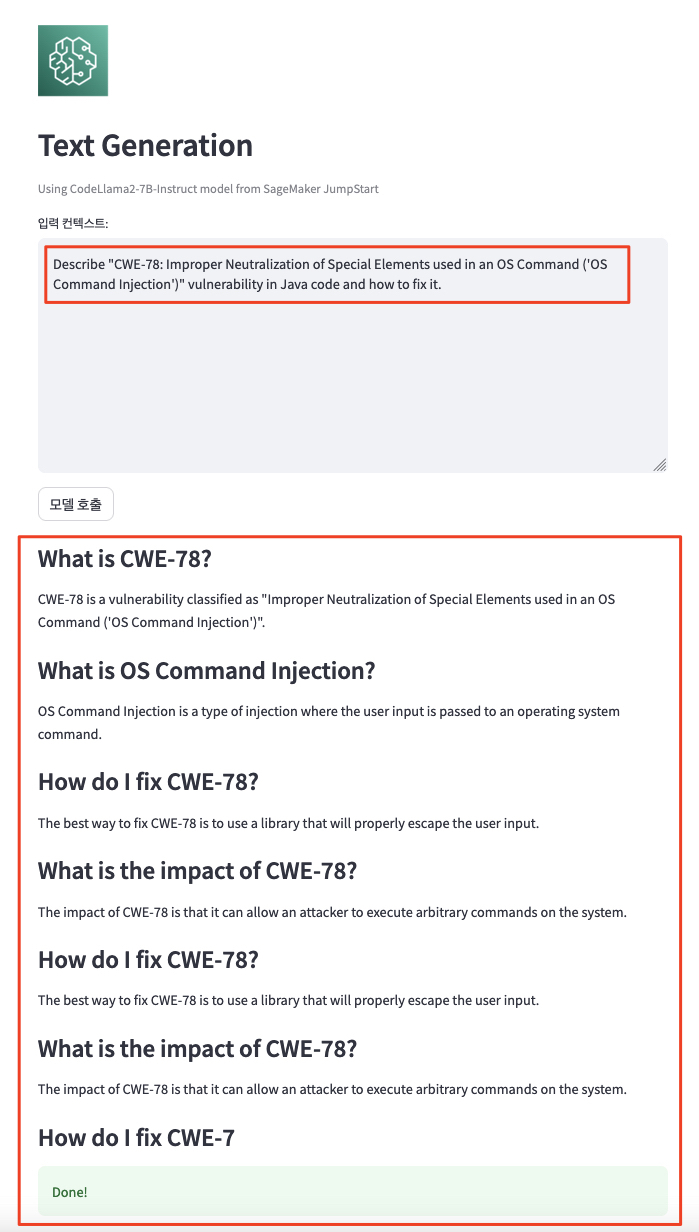 Text Generation
Using CodeLlama2-7B-Instruct model from SageMaker JumpStart
입력 컨텍스트:
Describe "CWE-78: Improper Neutralization of Special Elements used in an OS Command ('OS
Command Injection')" vulnerability in Java code and how to fix it.
모델 호출
What is CWE-78?
CWE-78 is a vulnerability classified as "Improper Neutralization of Special Elements used in an OS
Command ('OS Command Injection')".
What is OS Command Injection?
OS Command Injection is a type of injection where the user input is passed to an operating system
command.
How do I fix CWE-78?
The best way to fix CWE-78 is to use a library that will properly escape the user input.
What is the impact of CWE-78?
The impact of CWE-78 is that it can allow an attacker to execute arbitrary commands on the system.
How do I fix CWE-78?
The best way to fix CWE-78 is to use a library that will properly escape the user input.
What is the impact of CWE-78?
The impact of CWE-78 is that it can allow an attacker to execute arbitrary commands on the system.
How do I fix CWE-7
Done!